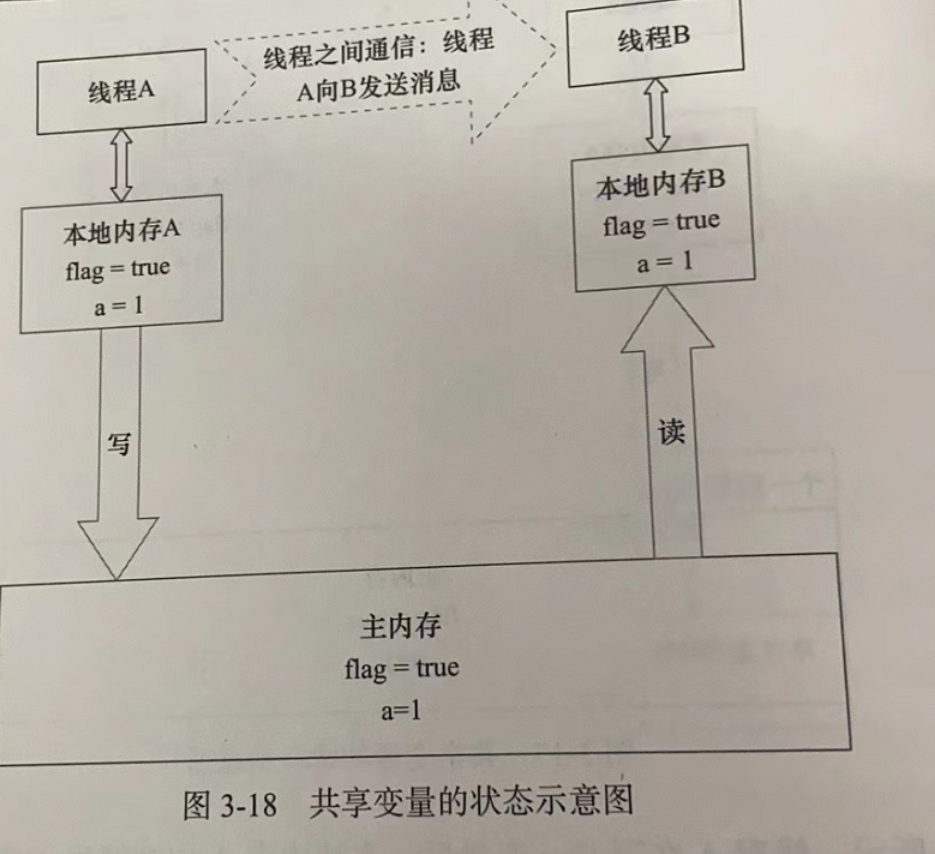 线程A
线程之间通信：线程
A向B发送消息
线程B
本地内存A
flag = true
a = 1
本地内存B
flag = true
a = 1
写
读
主内存
flag = true
a=1
图 3-18 共享变量的状态示意图